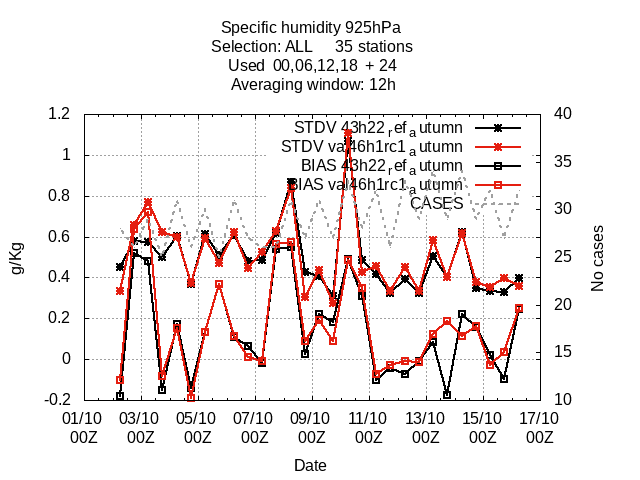 Specific humidity 925hPa
Selection: ALL 35 stations
Used 00,06,12,18 + 24
Averaging window: 12h
STDV 43h22_ref_autumn
STDV val46h1rc1_autumn
BIAS 43h22_ref_autumn
BIAS val46h1rc1_autumn
CASES
1.2
1
0.8
0.6
0.4
0.2
0
-0.2
g/Kg
40
35
30
25
20
15
10
No cases
01/10 03/10 05/10 07/10 09/10 11/10 13/10 15/10 17/10
00Z 00Z 00Z 00Z 00Z 00Z 00Z 00Z 00Z
Date